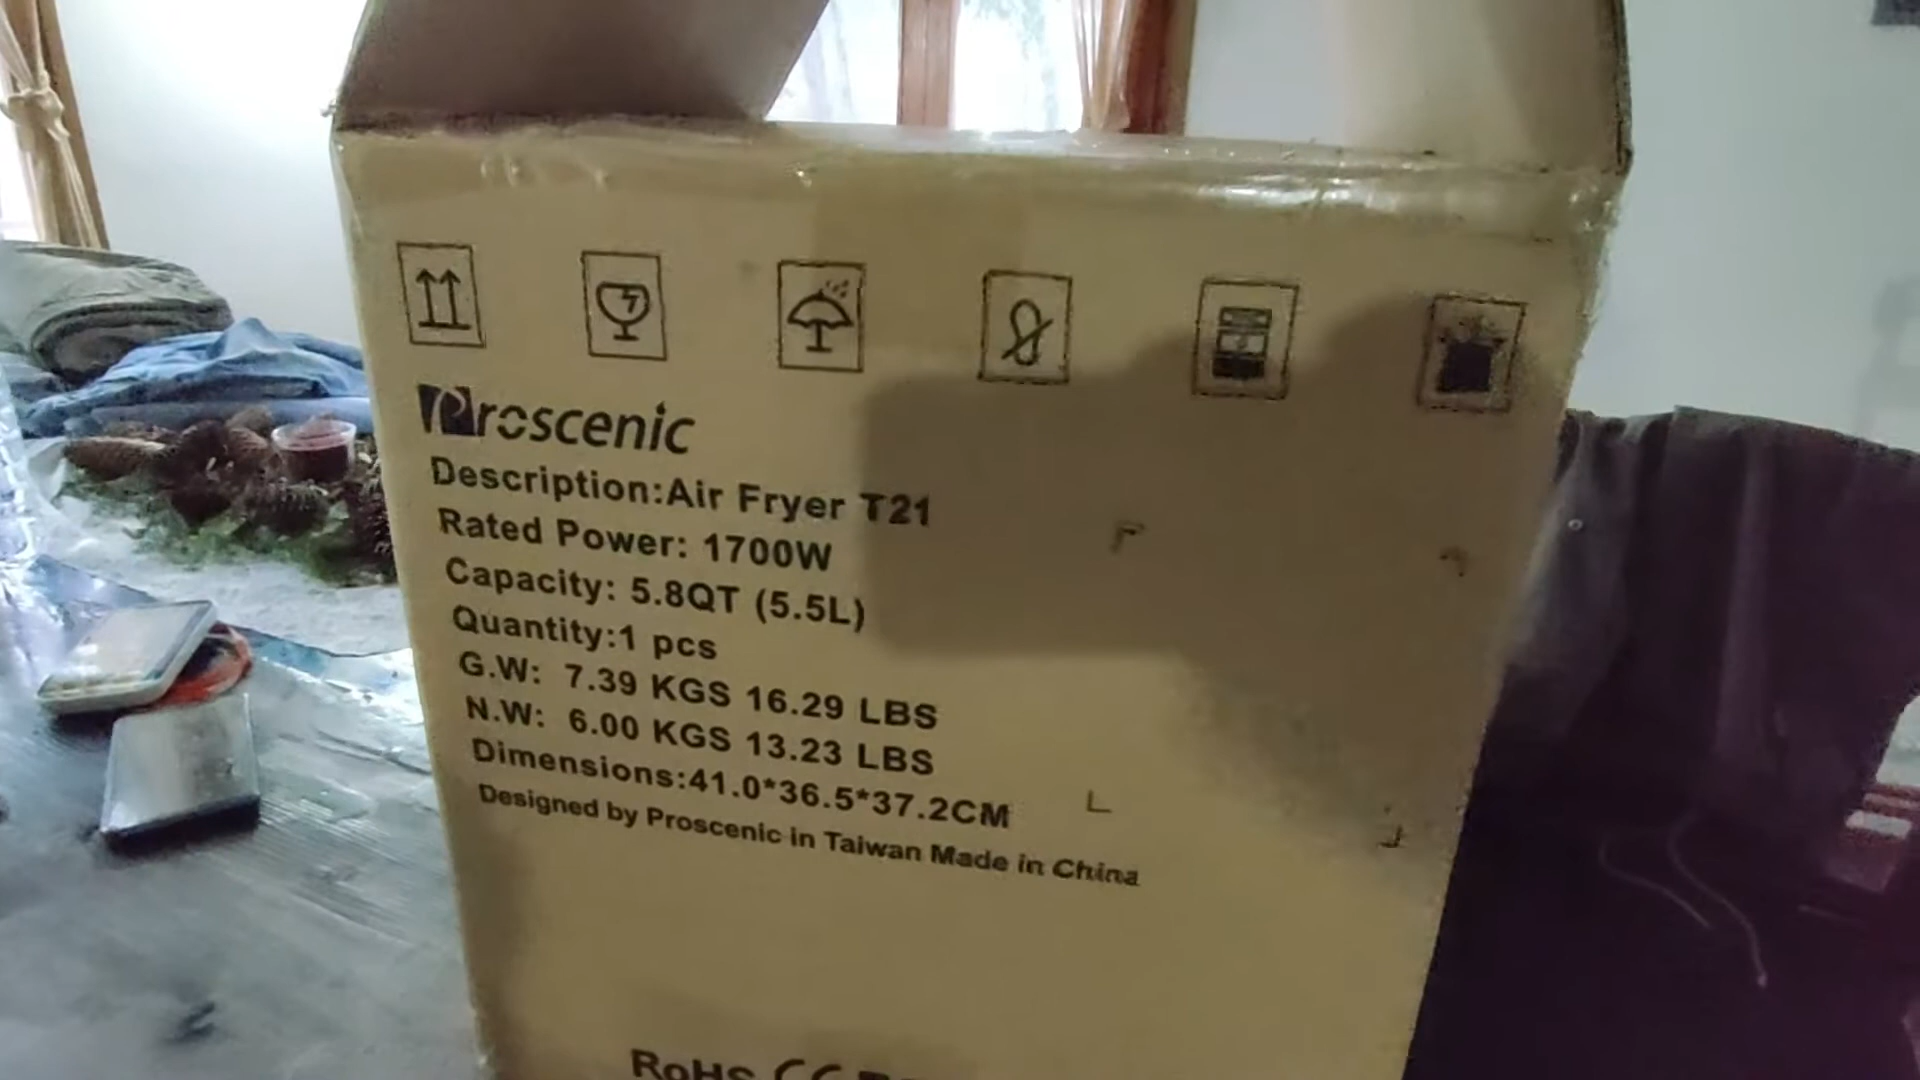 Proscenic
Description:Air Fryer T21
Rated Power: 1700W
Capacity: 5.8QT (5.5L)
Quantity:1 pcs
G.W: 7.39 KGS 16.29 LBS
N.W: 6.00 KGS 13.23 LBS
Dimensions:41.0*36.5*37.2CM
Designed by Proscenic in Taiwan Made in China
RoHS CE